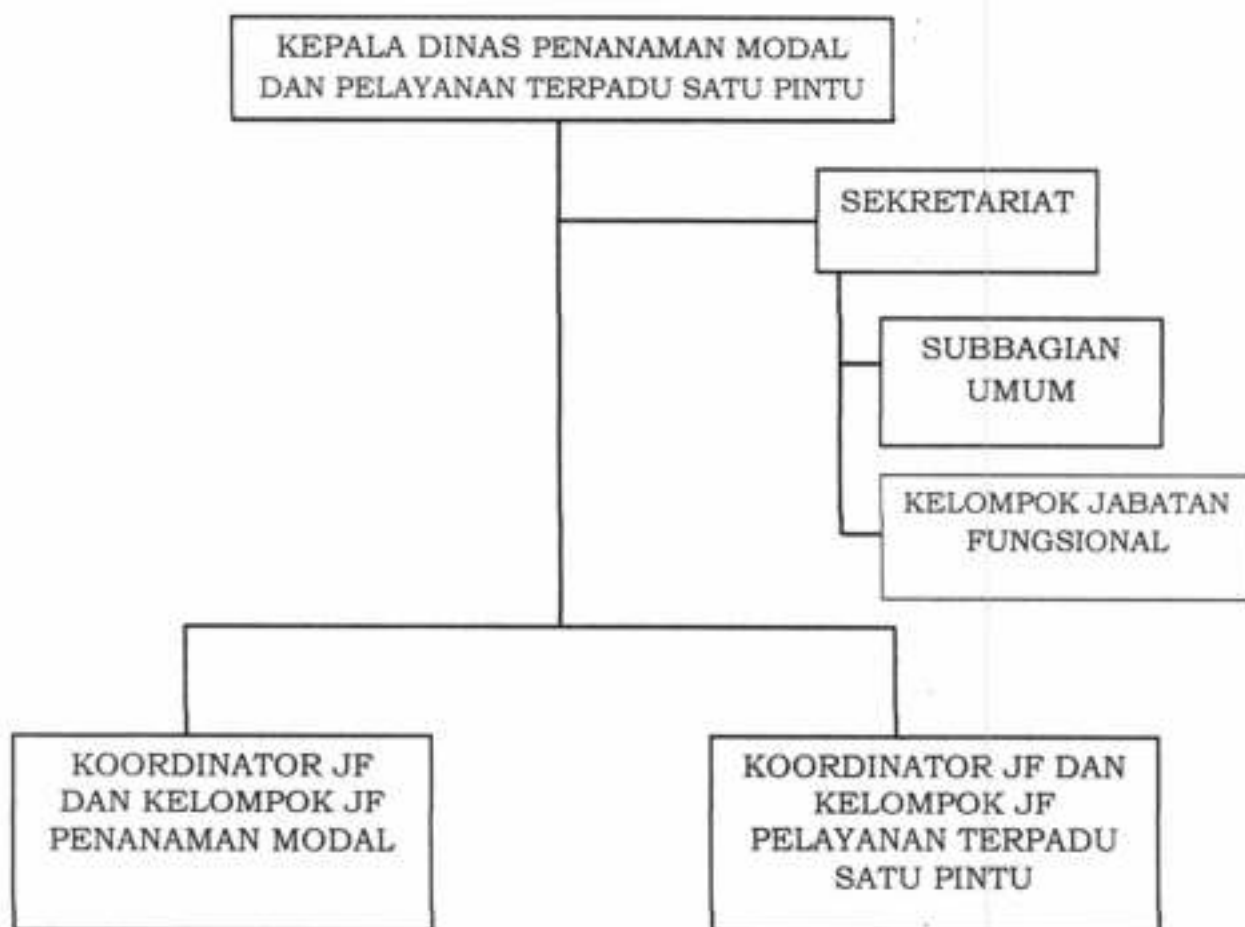 KEPALA DINAS PENANAMAN MODAL
DAN PELAYANAN TERPADU SATU PINTU
SEKRETARIAT
SUBBAGIAN
UMUM
KELOMPOK JABATAN
FUNGSIONAL
KOORDINATOR JF
DAN KELOMPOK JF
PENANAMAN MODAL
KOORDINATOR JF DAN
KELOMPOK JF
PELAYANAN TERPADU
SATU PINTU